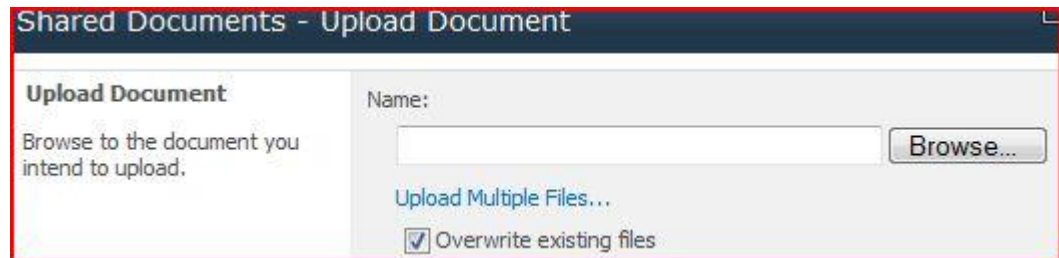 Shared Documents - Upload Document
Upload Document
Browse to the document you
intend to upload.
Name:
Browse...
Upload Multiple Files...
Overwrite existing files